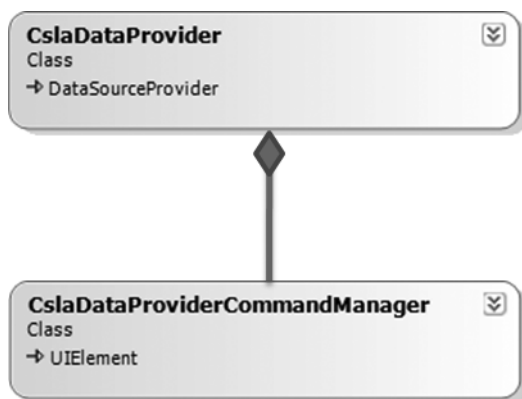 CslaDataProvider
Class
DataSourceProvider
CslaDataProviderCommandManager
Class
UIElement